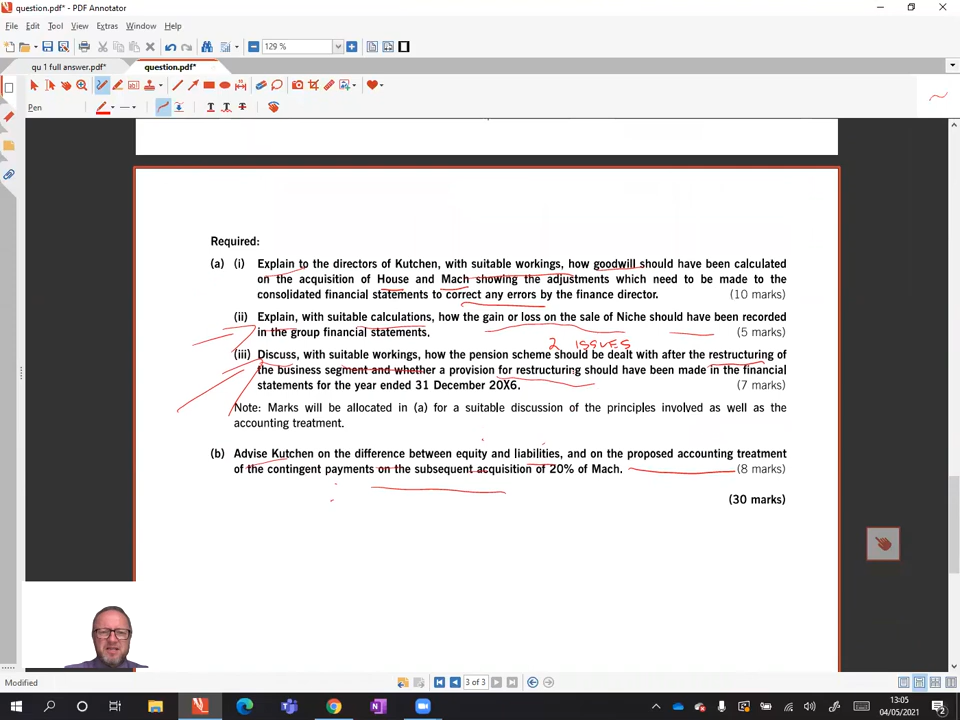 question.pdf* - PDF Annotator
File Edit Tool View Extras Window Help
129 %
qu 1 full answer.pdf*
question.pdf*
Pen
Required:
(a) (i) Explain to the directors of Kutchen, with suitable workings, how goodwill should have been calculated
on the acquisition of House and Mach showing the adjustments which need to be made to the
consolidated financial statements to correct any errors by the finance director. (10 marks)
(ii) Explain, with suitable calculations, how the gain or loss on the sale of Niche should have been recorded
in the group financial statements. (5 marks)
2 ISSUES
(iii) Discuss, with suitable workings, how the pension scheme should be dealt with after the restructuring of
the business segment and whether a provision for restructuring should have been made in the financial
statements for the year ended 31 December 20X6. (7 marks)
Note: Marks will be allocated in (a) for a suitable discussion of the principles involved as well as the
accounting treatment.
(b) Advise Kutchen on the difference between equity and liabilities, and on the proposed accounting treatment
of the contingent payments on the subsequent acquisition of 20% of Mach. (8 marks)
(30 marks)
Modified
3 of 3
13:05
04/05/2021
2